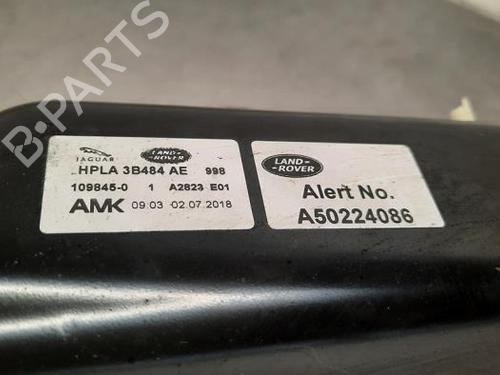 B-PARTS
JAGUAR
LAND-
ROVER
HPLA 3B484 AE 998
109845-0 1 A2823 E01
AMK 09:03 02.07.2018
LAND-
ROVER
Alert No.
A50224086